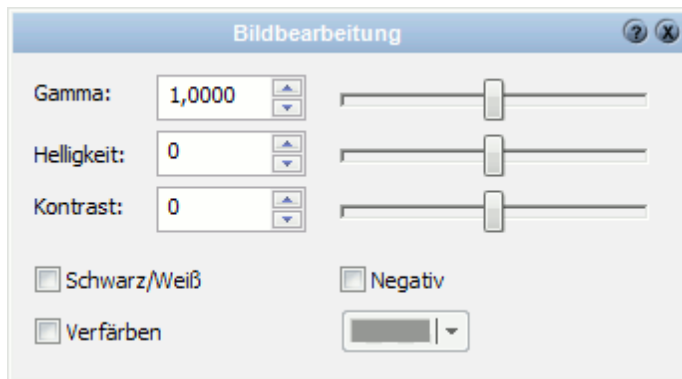 Bildbearbeitung
Gamma: 1,0000
Helligkeit: 0
Kontrast: 0
Schwarz/Weiß Negativ
Verfärben